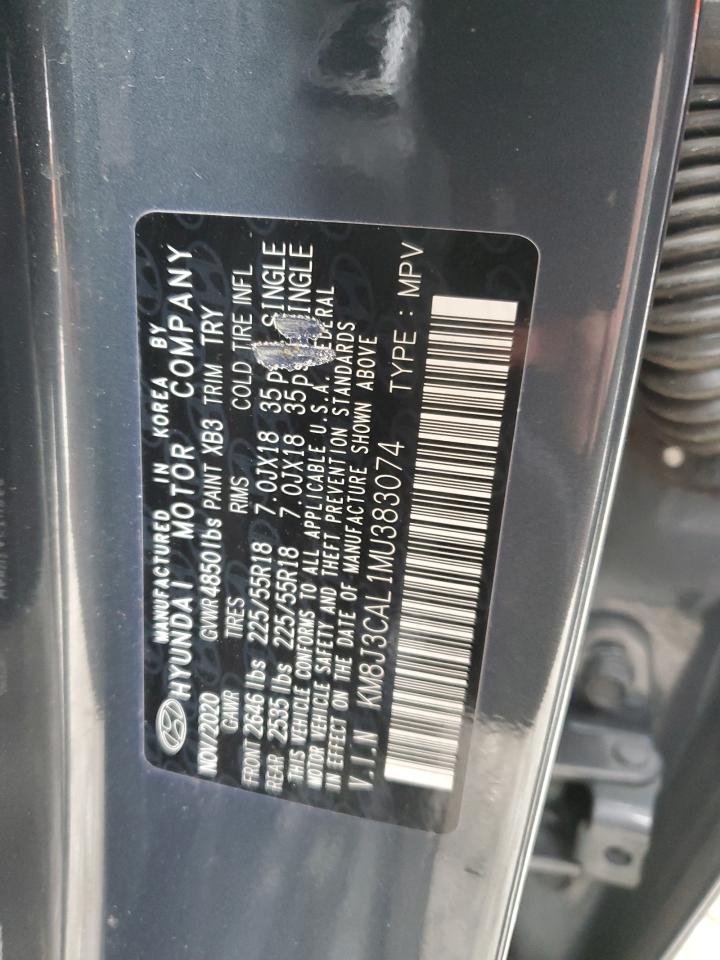 MANUFACTURED IN KOREA BY
HYUNDAI MOTOR COMPANY
NOV/2020 GVWR 4850lbs PAINT XB3 TRIM TRY
GAWR TIRES RIMS COLD TIRE INFL
FRONT 2646 lbs 225/55R18 7.0JX18 35P SINGLE
REAR 2535 lbs 225/55R18 7.0JX18 35P INGLE
THIS VEHICLE CONFORMS TO ALL APPLICABLE U.S.A. FEDERAL
MOTOR VEHICLE SAFETY AND THEFT PREVENTION STANDARDS
IN EFFECT ON THE DATE OF MANUFACTURE SHOWN ABOVE
V.I.N KM8J3CAL1MU383074 TYPE : MPV